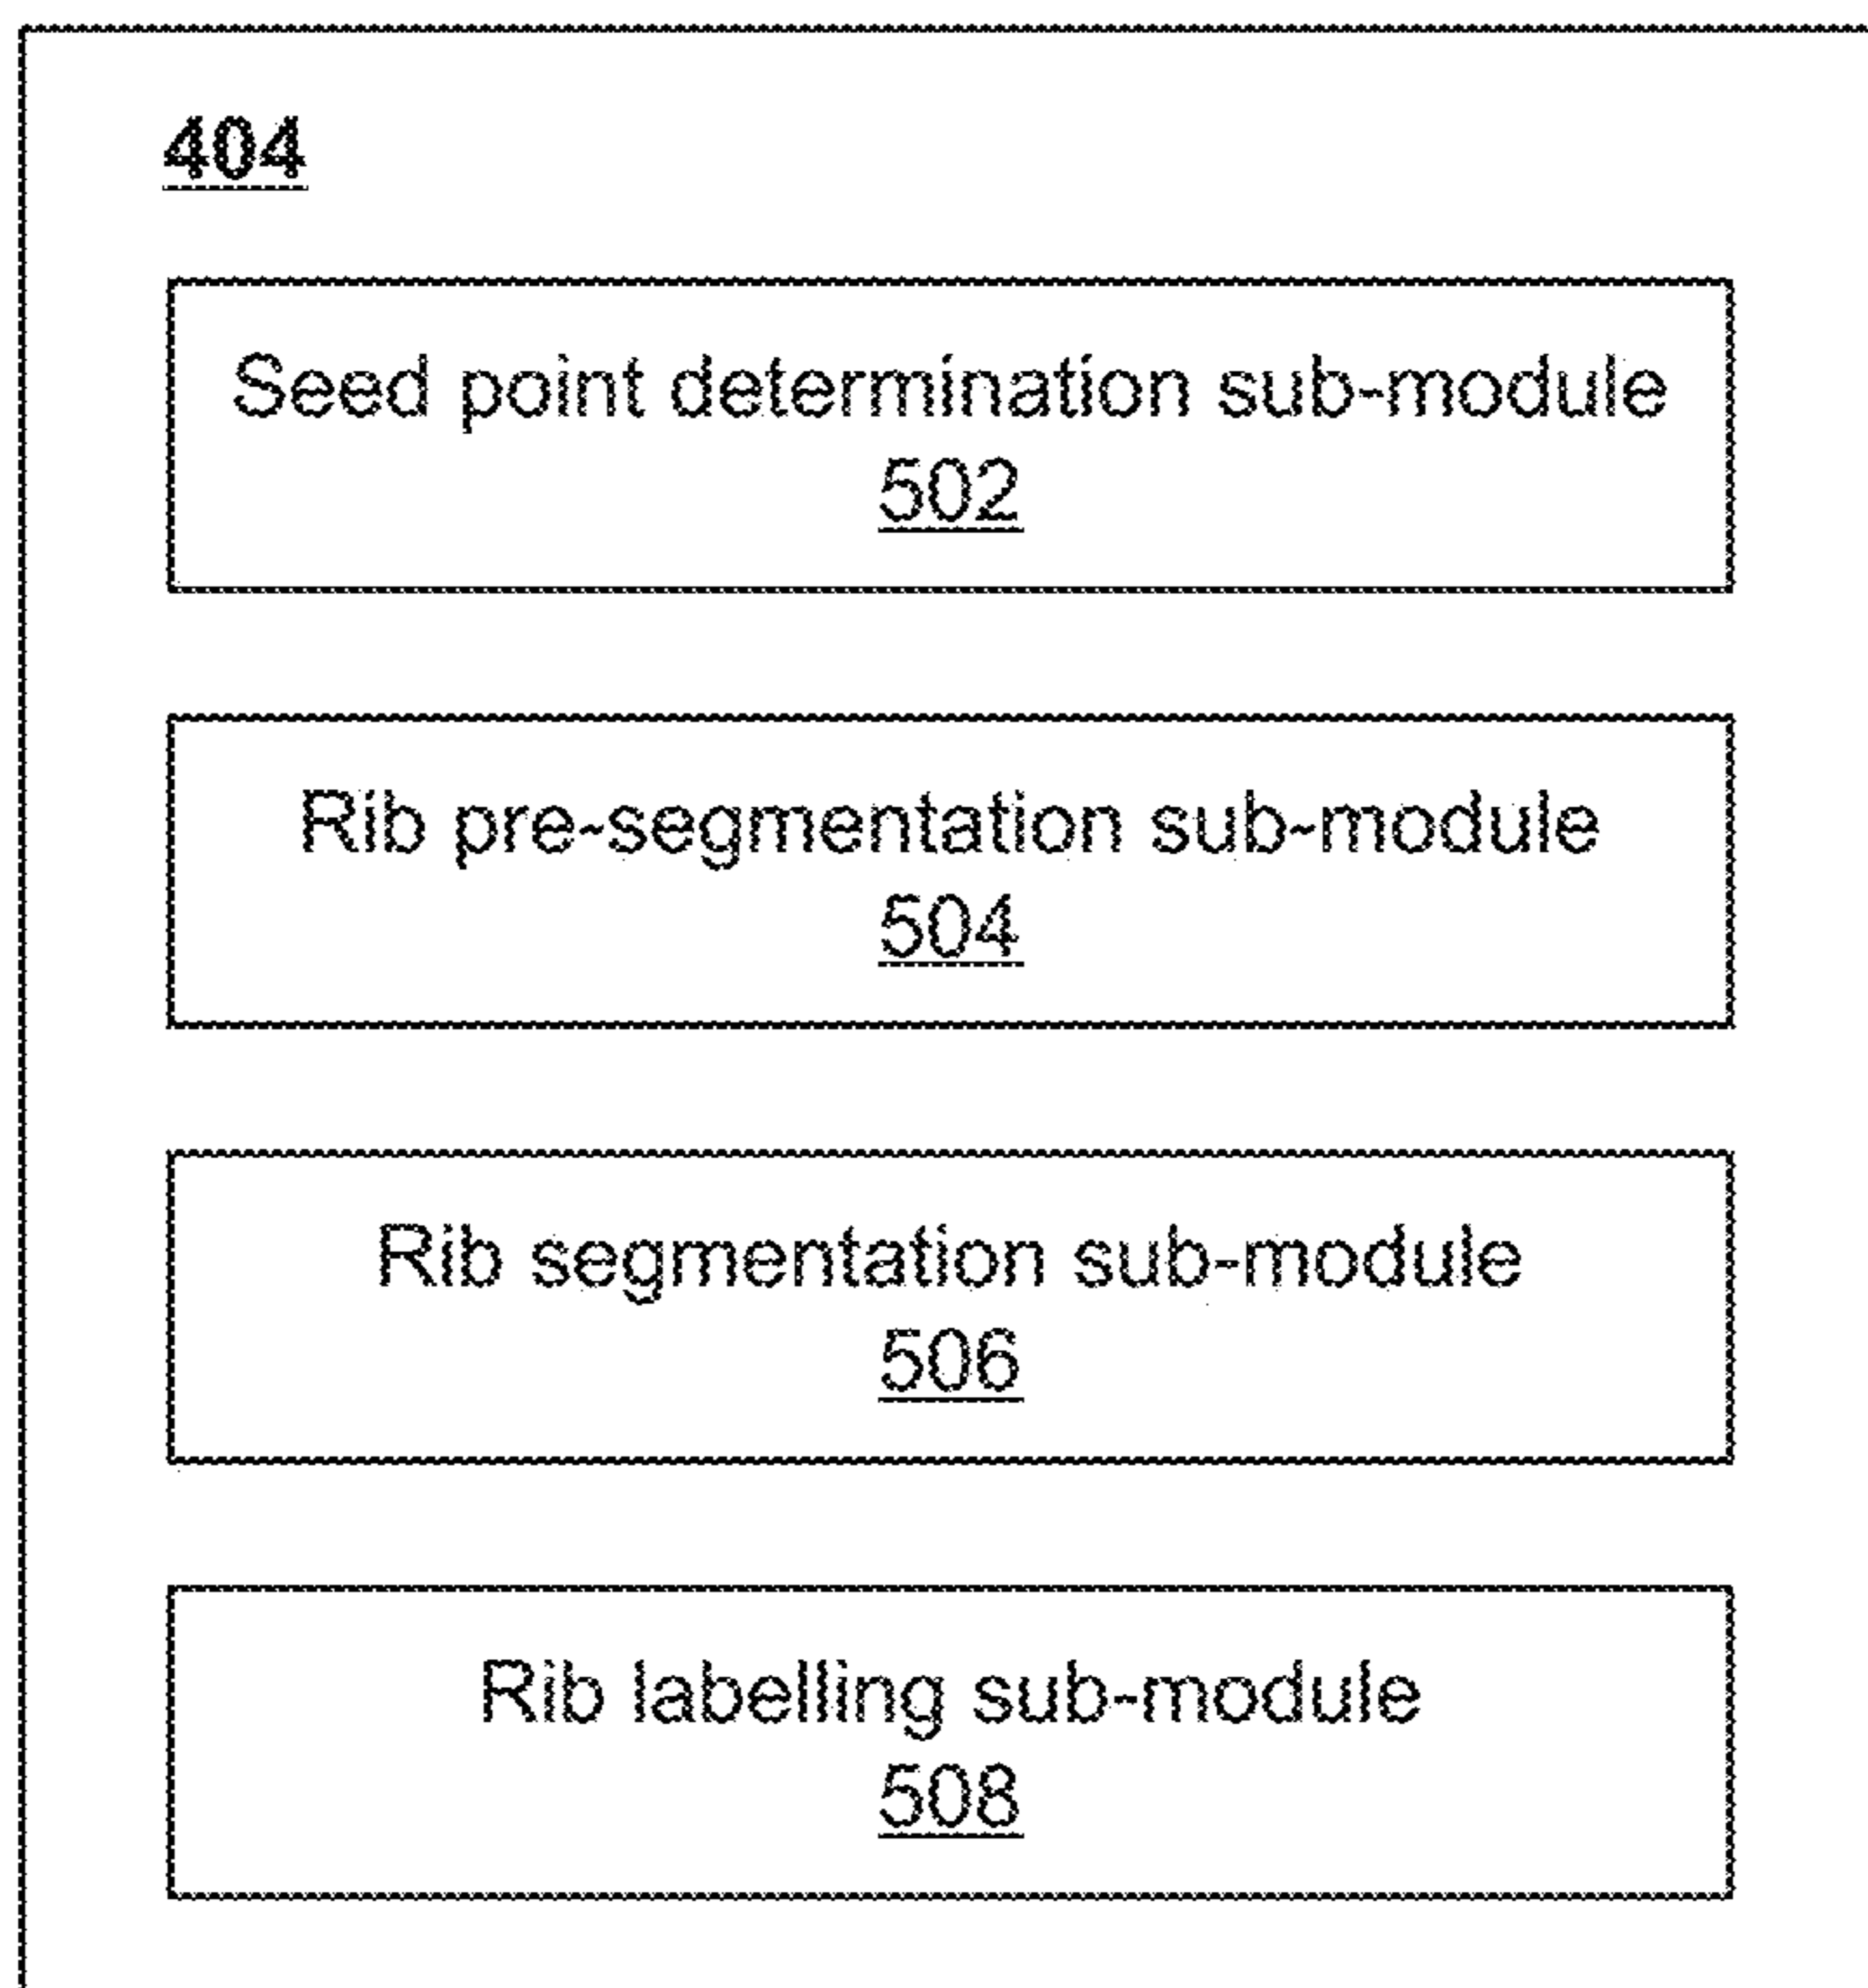 404
Seed point determination sub-module
502
Rib pre-segmentation sub-module
504
Rib segmentation sub-module
506
Rib labelling sub-module
508